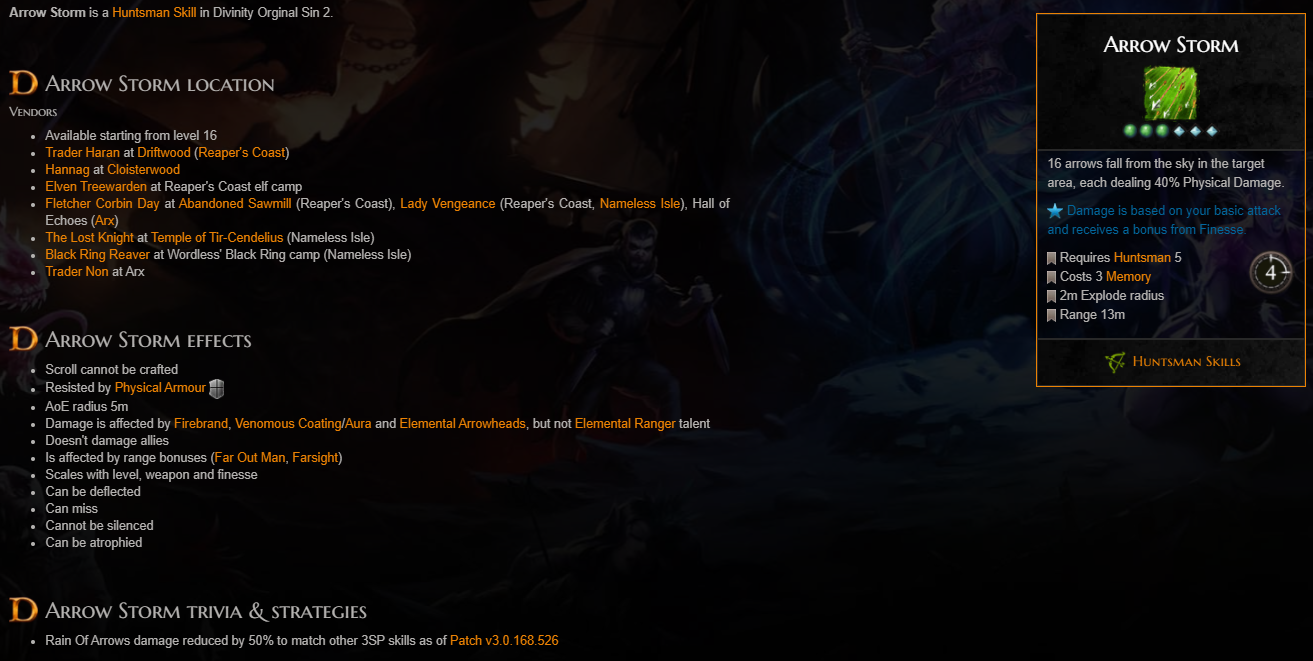 Arrow Storm is a Huntsman Skill in Divinity Orginal Sin 2.
Arrow Storm location
Vendors
Available starting from level 16
Trader Haran at Driftwood (Reaper's Coast)
Hannag at Cloisterwood
Elven Treewarden at Reaper's Coast elf camp
Fletcher Corbin Day at Abandoned Sawmill (Reaper's Coast), Lady Vengeance (Reaper's Coast, Nameless Isle), Hall of
Echoes (Arx)
The Lost Knight at Temple of Tir-Cendelius (Nameless Isle)
Black Ring Reaver at Wordless' Black Ring camp (Nameless Isle)
Trader Non at Arx
Arrow Storm effects
Scroll cannot be crafted
Resisted by Physical Armour
AoE radius 5m
Damage is affected by Firebrand, Venomous Coating/Aura and Elemental Arrowheads, but not Elemental Ranger talent
Doesn't damage allies
Is affected by range bonuses (Far Out Man, Farsight)
Scales with level, weapon and finesse
Can be deflected
Can miss
Cannot be silenced
Can be atrophied
Arrow Storm trivia & strategies
Rain Of Arrows damage reduced by 50% to match other 3SP skills as of Patch v3.0.168.526
Arrow Storm
16 arrows fall from the sky in the target
area, each dealing 40% Physical Damage.
Damage is based on your basic attack
and receives a bonus from Finesse.
Requires Huntsman 5
Costs 3 Memory
2m Explode radius
Range 13m
4
Huntsman Skills